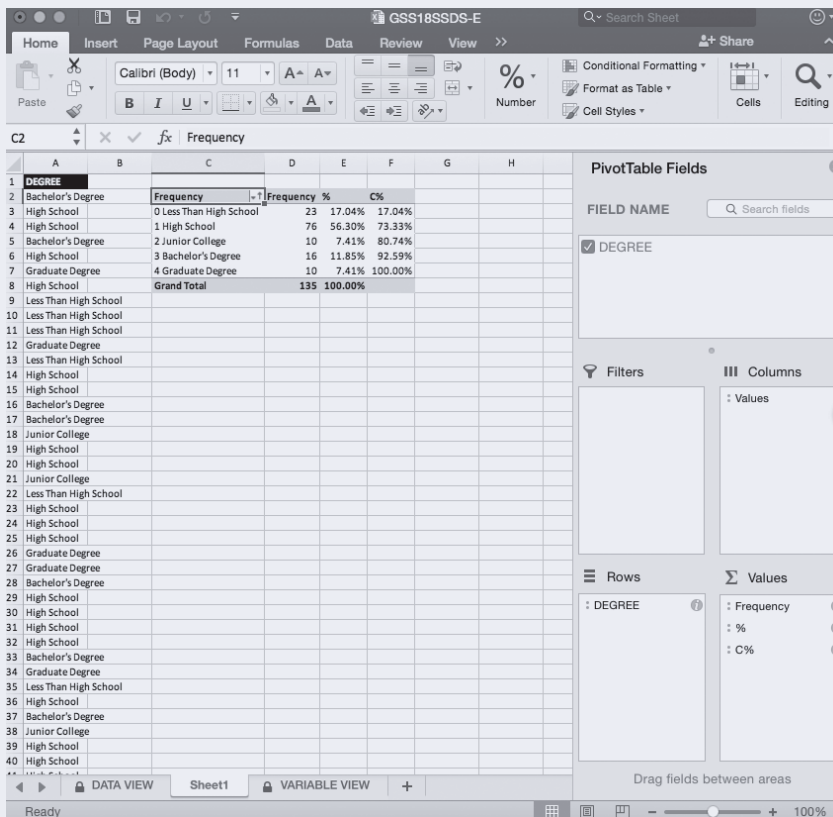 GSS18SSDS-E
Search Sheet
Home Insert Page Layout Formulas Data Review View >> Share
Paste
Calibri (Body) 11 A A
B I U A
% Number
Conditional Formatting
Format as Table
Cell Styles
Cells
Editing
C2 fx Frequency
A B C D E F G H
1 DEGREE
2 Bachelor's Degree Frequency Frequency % C%
3 High School 0 Less Than High School 23 17.04% 17.04%
4 High School 1 High School 76 56.30% 73.33%
5 Bachelor's Degree 2 Junior College 10 7.41% 80.74%
6 High School 3 Bachelor's Degree 16 11.85% 92.59%
7 Graduate Degree 4 Graduate Degree 10 7.41% 100.00%
8 High School Grand Total 135 100.00%
9 Less Than High School
10 Less Than High School
11 Less Than High School
12 Graduate Degree
13 Less Than High School
14 High School
15 High School
16 Bachelor's Degree
17 Bachelor's Degree
18 Junior College
19 High School
20 High School
21 Junior College
22 Less Than High School
23 High School
24 High School
25 High School
26 Graduate Degree
27 Graduate Degree
28 Bachelor's Degree
29 High School
30 High School
31 High School
32 High School
33 Bachelor's Degree
34 Graduate Degree
35 Less Than High School
36 High School
37 Bachelor's Degree
38 Junior College
39 High School
40 High School
PivotTable Fields
FIELD NAME Search fields
DEGREE
Filters
Columns
: Values
Rows
: DEGREE
Σ Values
: Frequency
: %
: C%
Drag fields between areas
DATA VIEW Sheet1 VARIABLE VIEW +
Ready
− + 100%